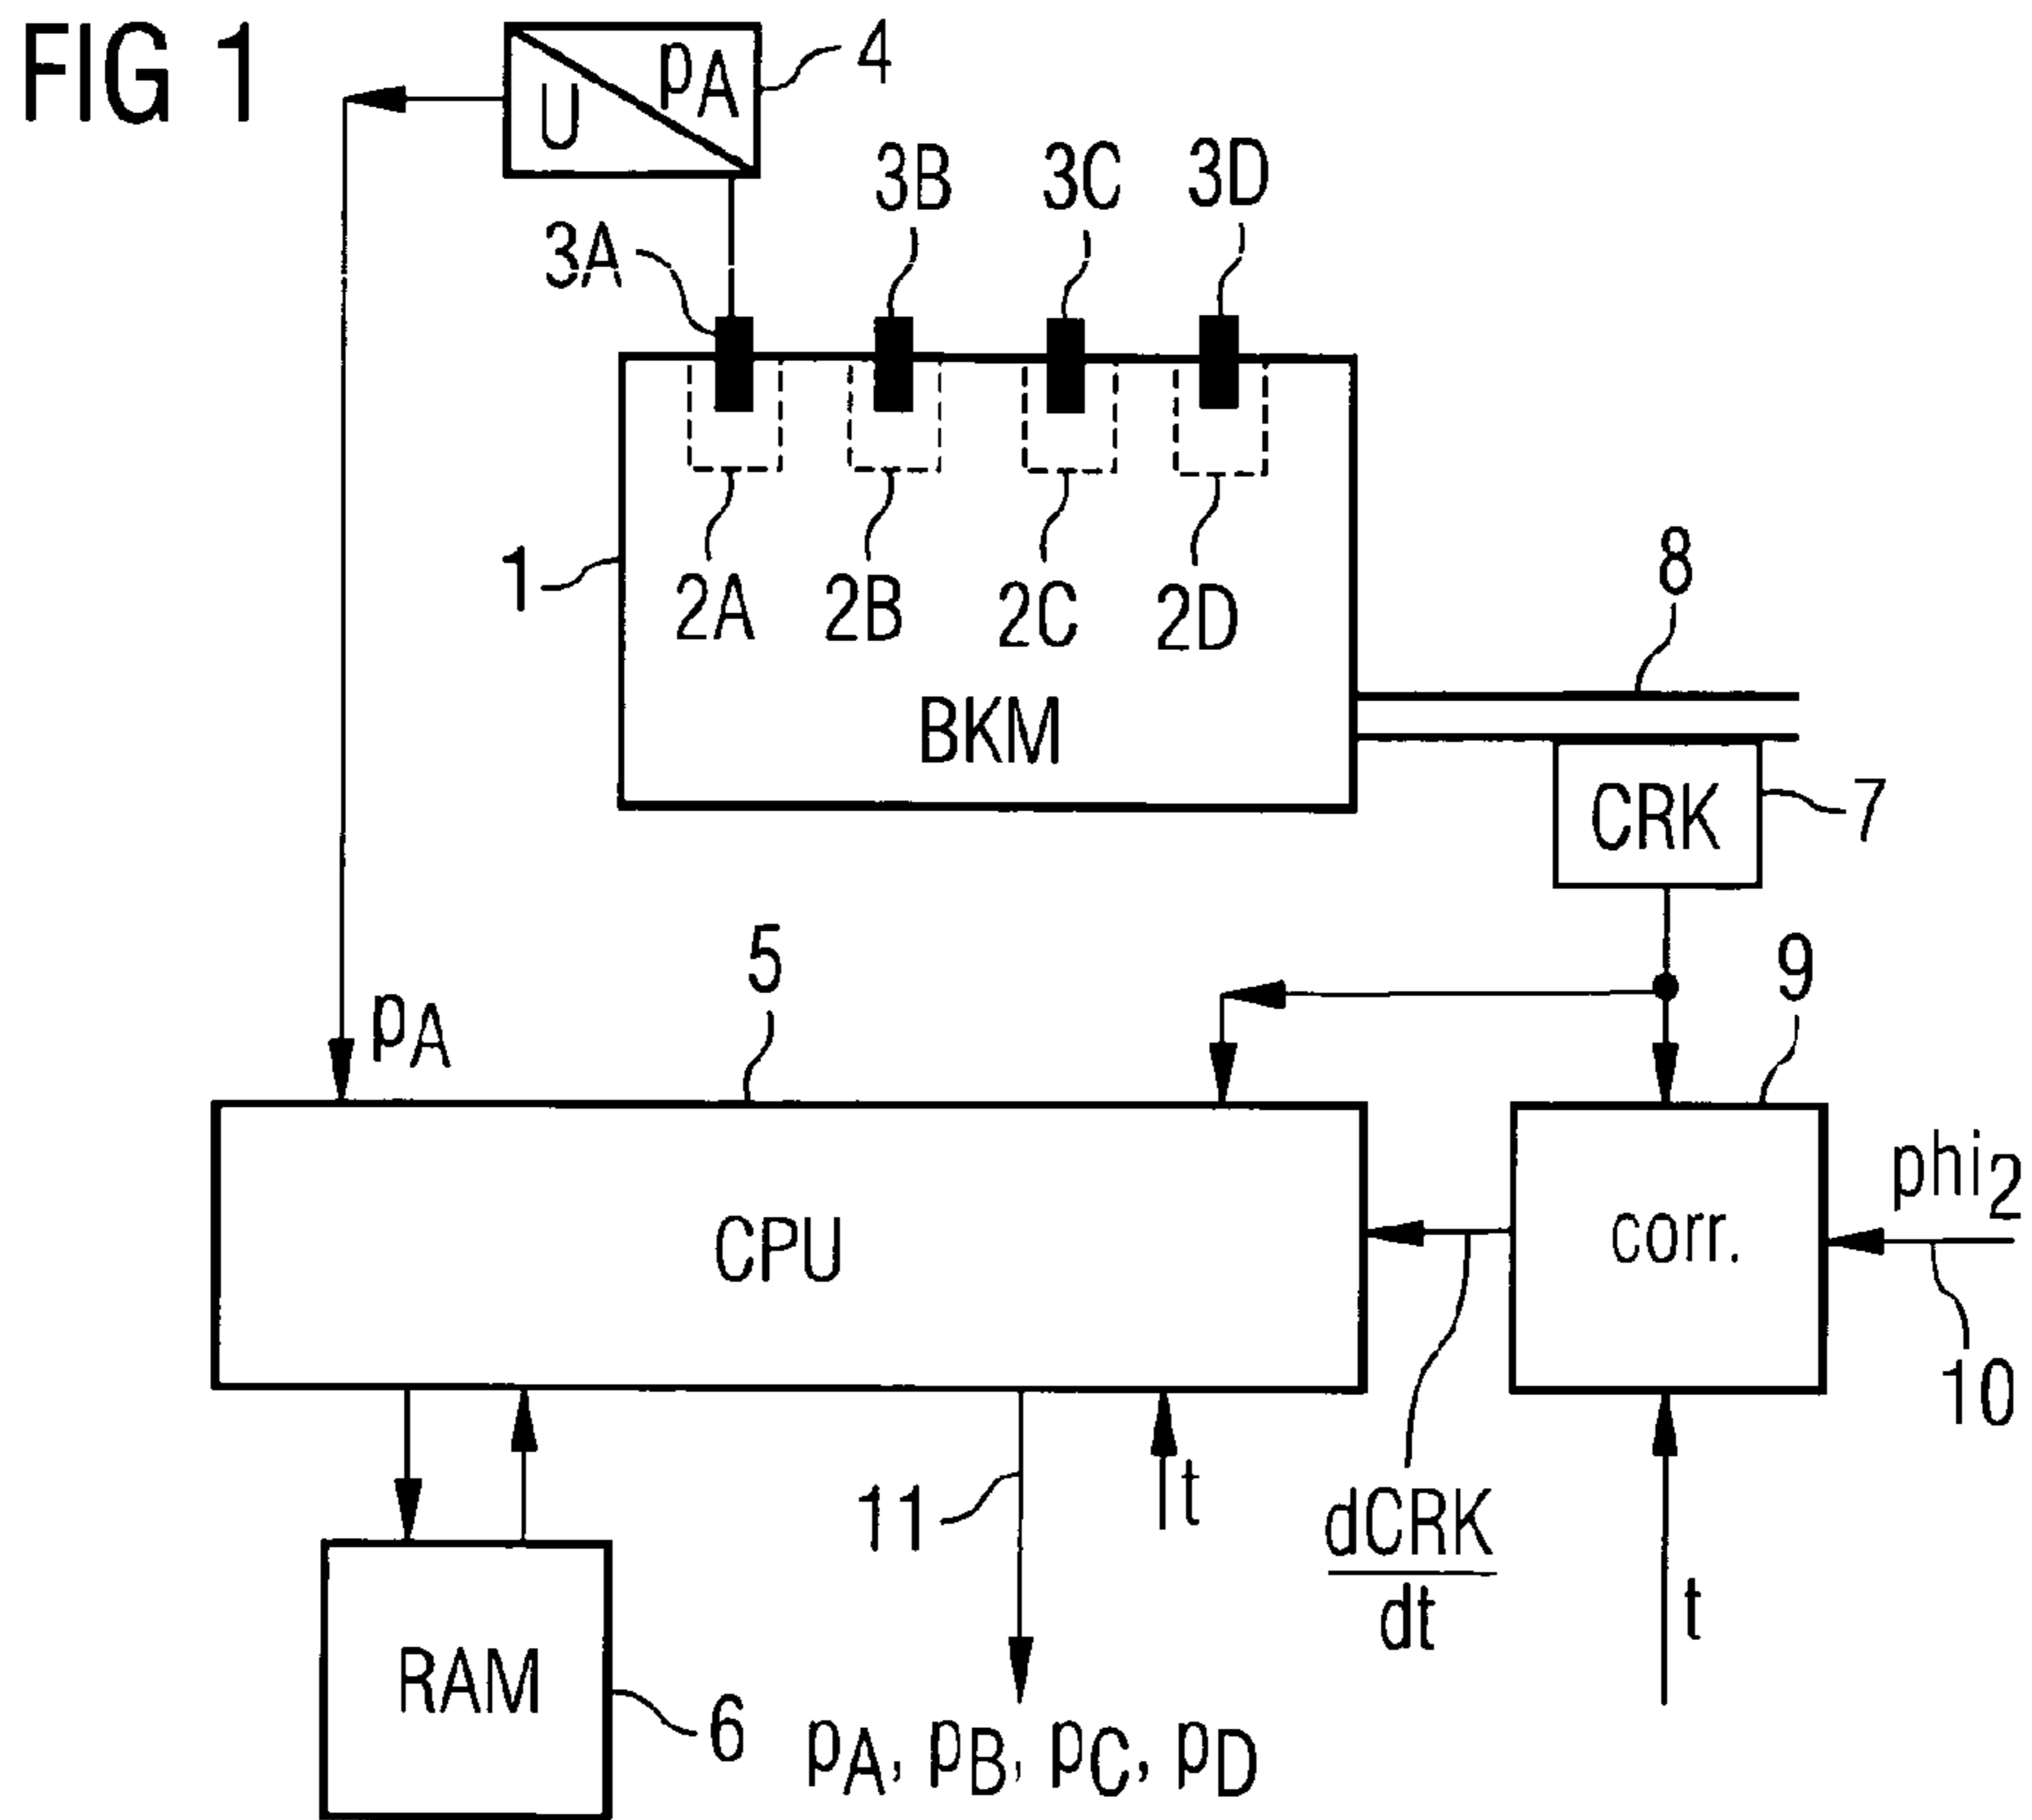 FIG 1
U
pA
4
3A
3B
3C
3D
1
2A
2B
2C
2D
BKM
8
CRK
7
pA
5
9
CPU
corr.
phi2
10
11
t
dCRK
dt
t
RAM
6
pA, pB, pC, pD